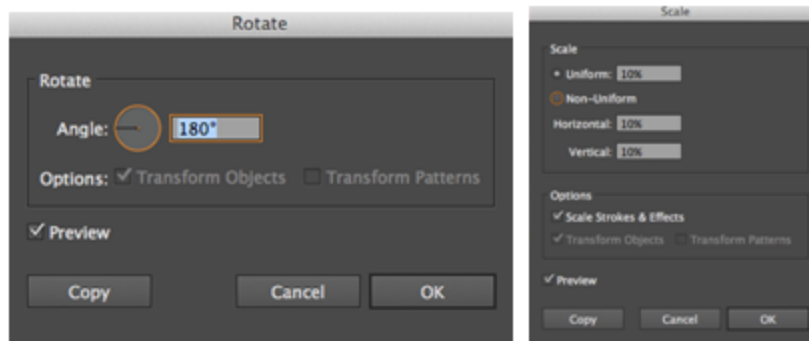 Rotate
Rotate
Angle: 180°
Options: Transform Objects Transform Patterns
Preview
Copy Cancel OK
Scale
Scale
Uniform: 10%
Non-Uniform
Horizontal: 10%
Vertical: 10%
Options
Scale Strokes & Effects
Transform Objects Transform Patterns
Preview
Copy Cancel OK